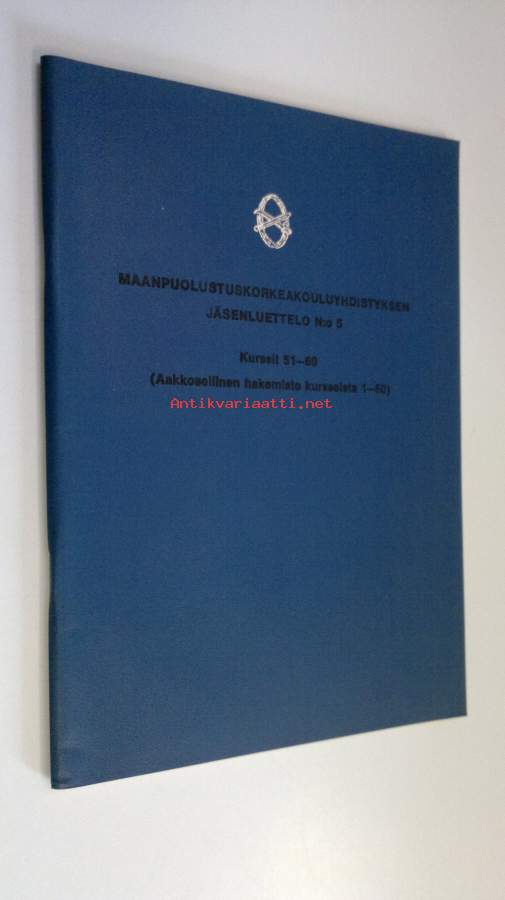 MAANPUOLUSTUSKORKEAKOULUYHDISTYKSEN
JÄSENLUETTELO N:o 5
Kurssit 51—60
(Aakkosellinen hakemisto kursseista 1—60)
Antikvariaatti.net